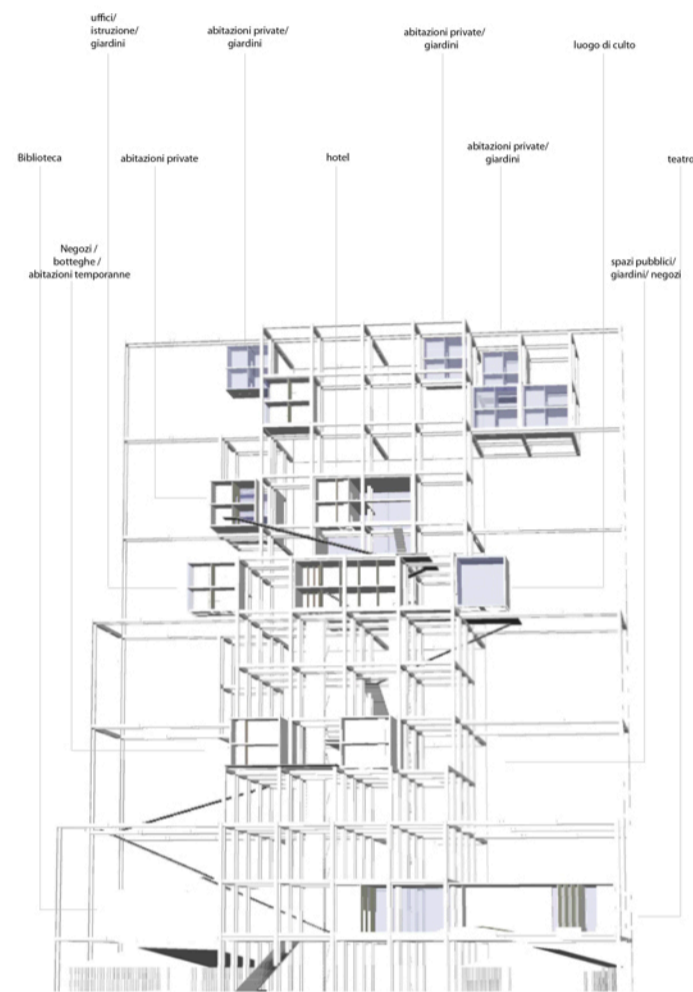 uffici/
istruzione/
giardini
abitazioni private/
giardini
abitazioni private/
giardini
luogo di culto
Biblioteca
abitazioni private
hotel
abitazioni private/
giardini
teatro
Negozi /
botteghe /
abitazioni temporanne
spazi pubblici/
giardini/ negozi